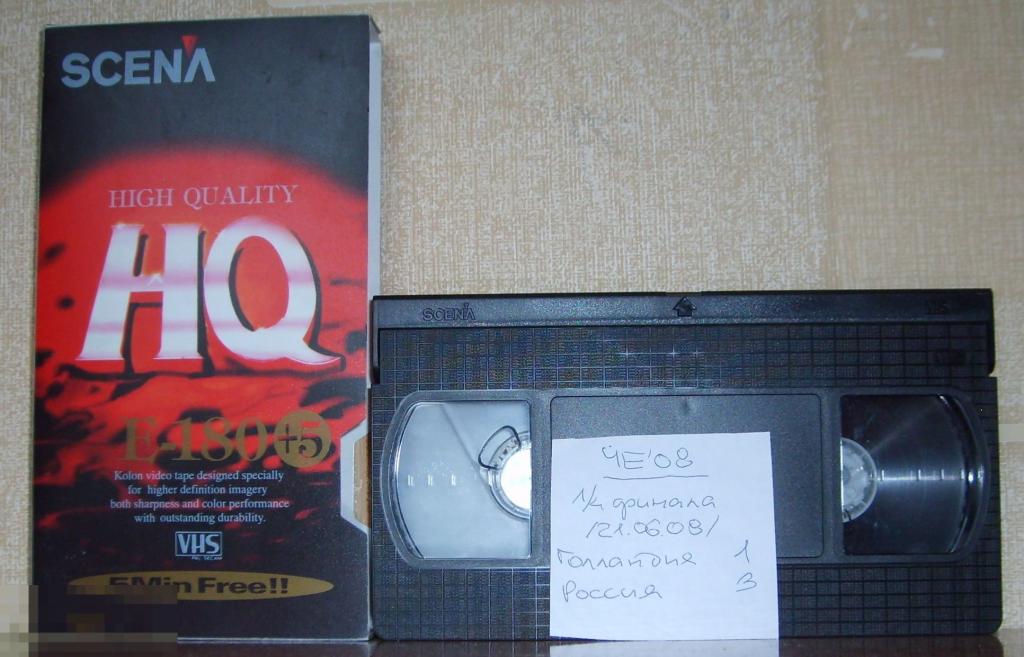 SCENA
HIGH QUALITY
HQ
E-180+5
Kolon video tape designed specially
for higher definition imagery
both sharpness and color performance
with outstanding durability.
VHS
PAL SECAM
5Min Free!!
SCENA
ЧЕ'08
1/4 финала
/21.06.08/
Голландия 1
Россия 3